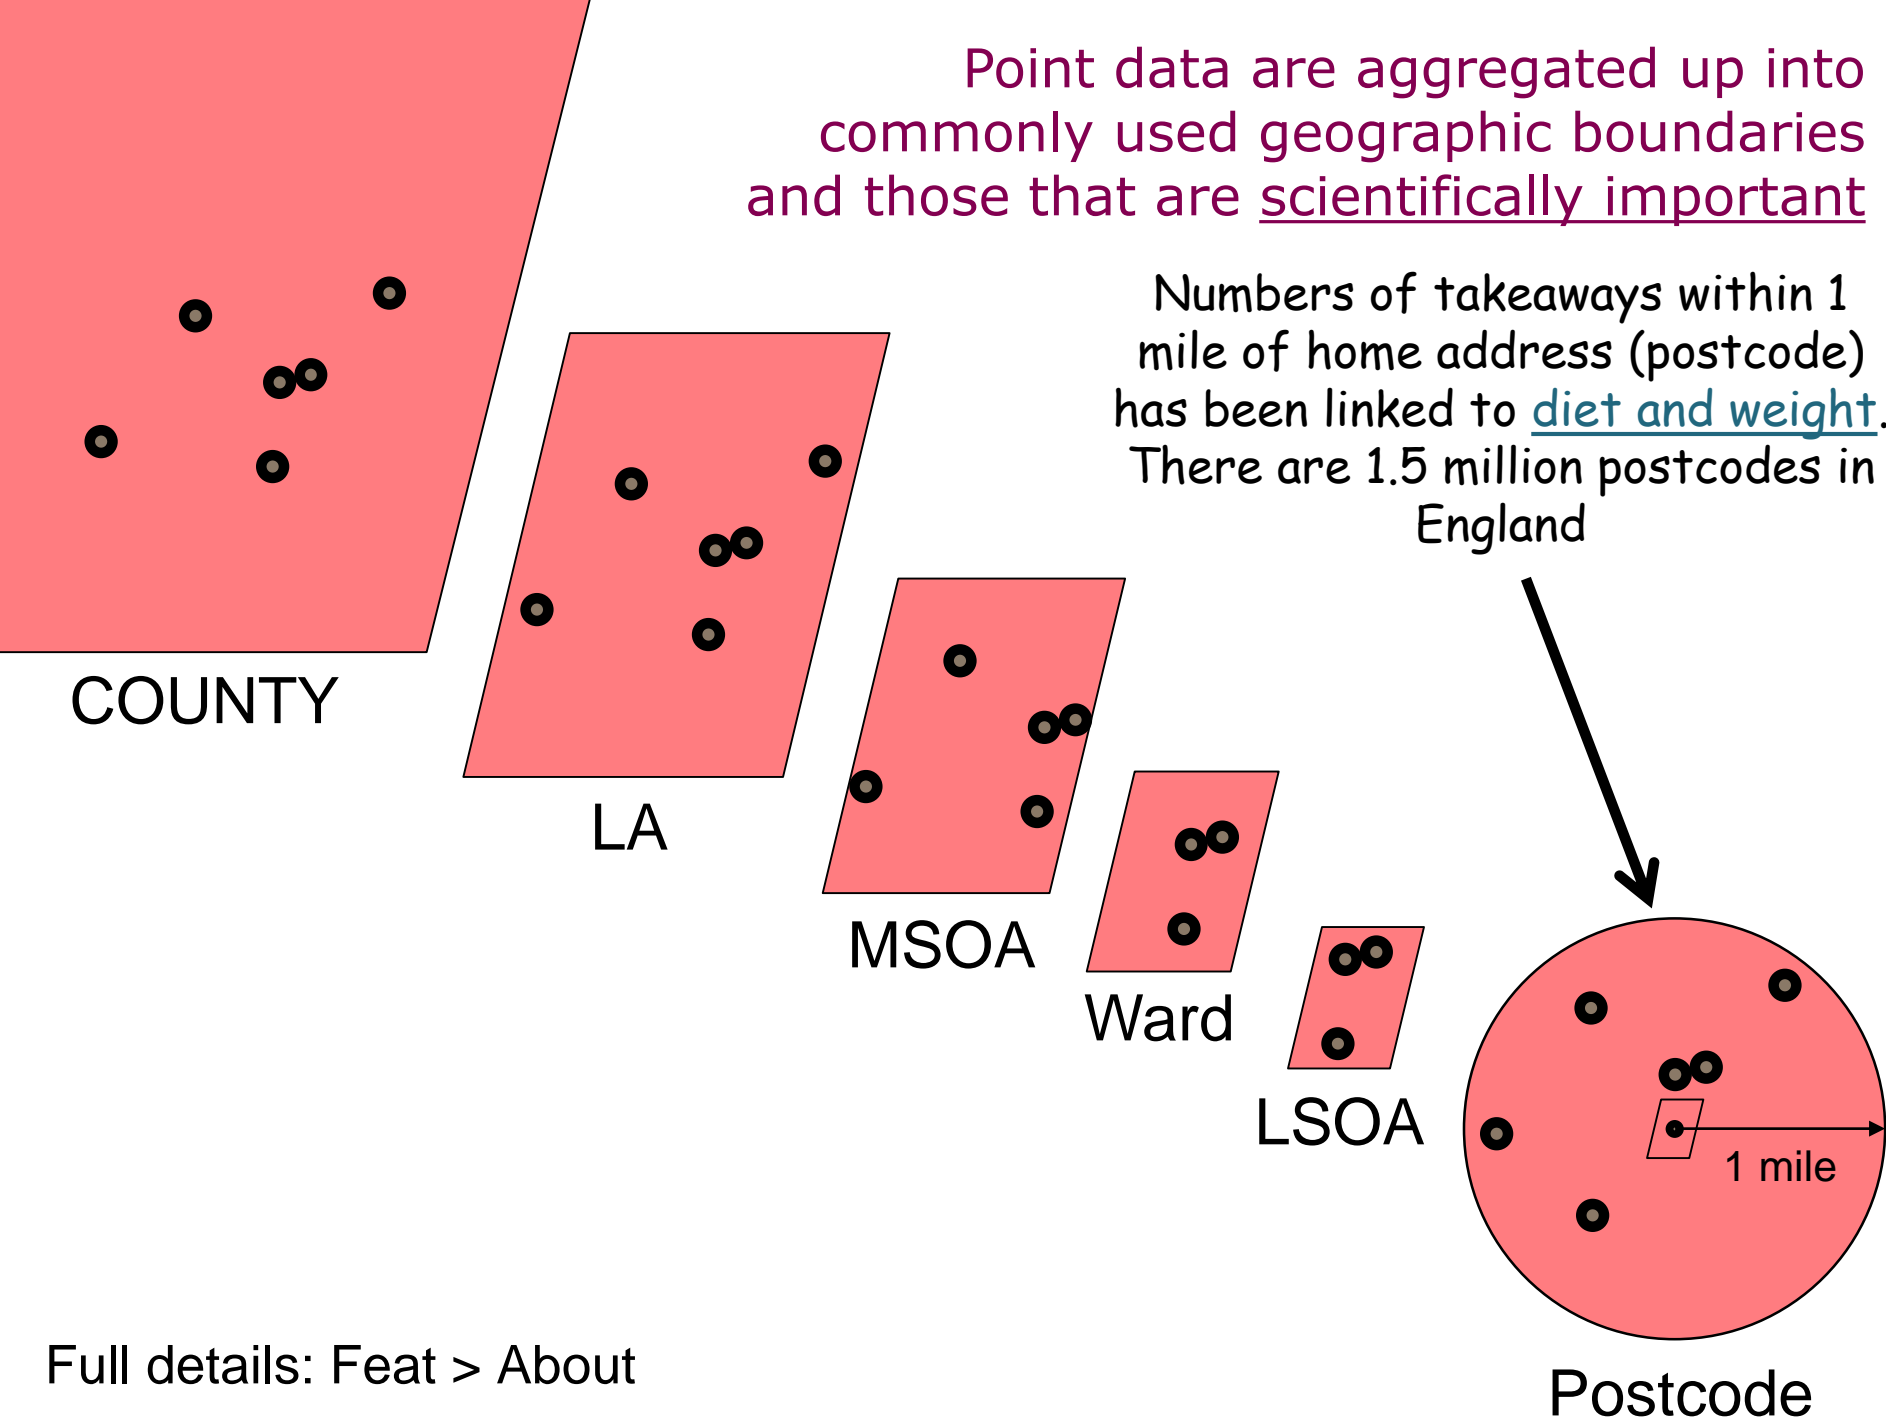 Point data are aggregated up into
commonly used geographic boundaries
and those that are scientifically important
Numbers of takeaways within 1
mile of home address (postcode)
has been linked to diet and weight.
There are 1.5 million postcodes in
England
COUNTY
LA
MSOA
Ward
LSOA
1 mile
Postcode
Full details: Feat > About